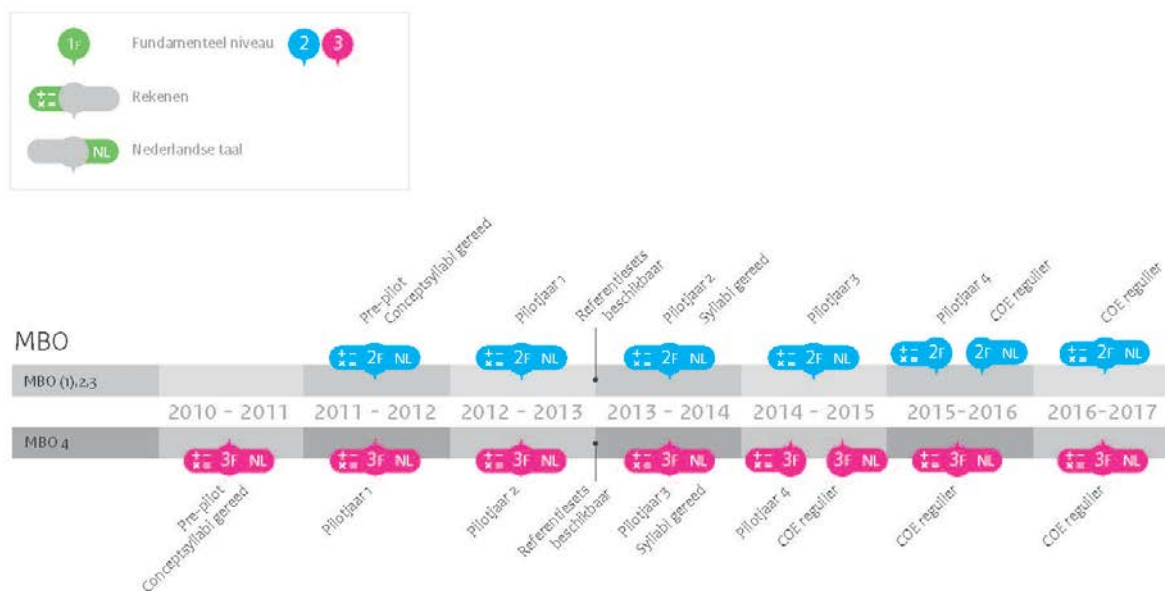 1F Fundamenteel niveau 2 3
+ - × = Rekenen
NL Nederlandse taal
Pre-pilot
Conceptsyllabi gereed
Pilotjaar 1
Referentiesets
beschikbaar
Pilotjaar 2
Syllabi gereed
Pilotjaar 3
Pilotjaar 4
COE regulier
COE regulier
MBO
+ - × = 2F NL
+ - × = 2F NL
+ - × = 2F NL
+ - × = 2F NL
+ - × = 2F
2F NL
+ - × = 2F NL
MBO (1),2,3
2010 - 2011 2011 - 2012 2012 - 2013 2013 - 2014 2014 - 2015 2015-2016 2016-2017
MBO 4
+ - × = 3F NL
+ - × = 3F NL
+ - × = 3F NL
+ - × = 3F NL
+ - × = 3F
3F NL
+ - × = 3F NL
+ - × = 3F NL
Pre-pilot
Conceptsyllabi gereed
Pilotjaar 1
Pilotjaar 2
Referentiesets
beschikbaar
Pilotjaar 3
Syllabi gereed
Pilotjaar 4
COE regulier
COE regulier
COE regulier